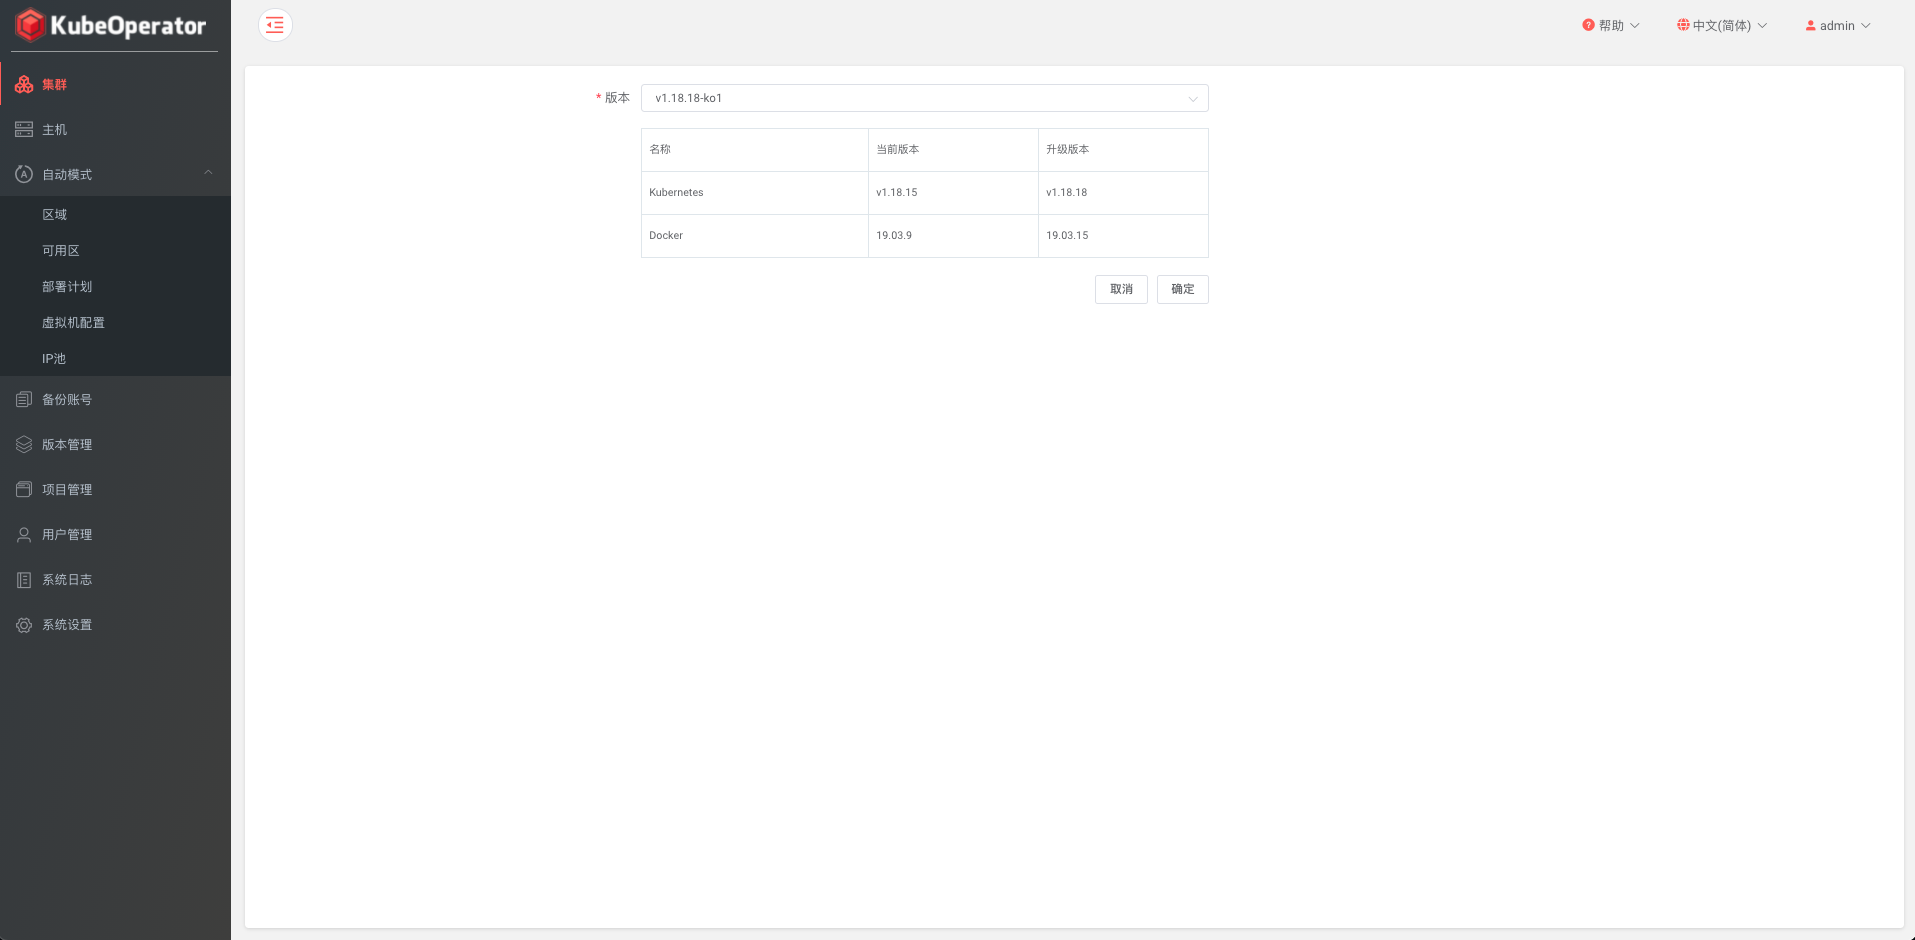 KubeOperator
帮助
中文(简体)
admin
集群
主机
自动模式
区域
可用区
部署计划
虚拟机配置
IP池
备份账号
版本管理
项目管理
用户管理
系统日志
系统设置
* 版本 v1.18.18-ko1
名称 当前版本 升级版本
Kubernetes v1.18.15 v1.18.18
Docker 19.03.9 19.03.15
取消 确定